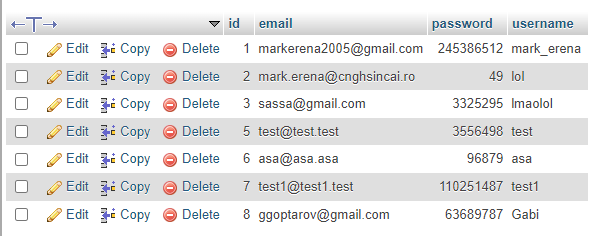 id email password username
Edit Copy Delete 1 markerena2005@gmail.com 245386512 mark_erena
Edit Copy Delete 2 mark.erena@cnghsincai.ro 49 lol
Edit Copy Delete 3 sassa@gmail.com 3325295 lmaolol
Edit Copy Delete 5 test@test.test 3556498 test
Edit Copy Delete 6 asa@asa.asa 96879 asa
Edit Copy Delete 7 test1@test1.test 110251487 test1
Edit Copy Delete 8 ggoptarov@gmail.com 63689787 Gabi